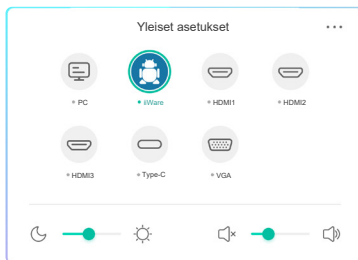 Yleiset asetukset
PC
iiWare
HDMI1
HDMI2
HDMI3
Type-C
VGA